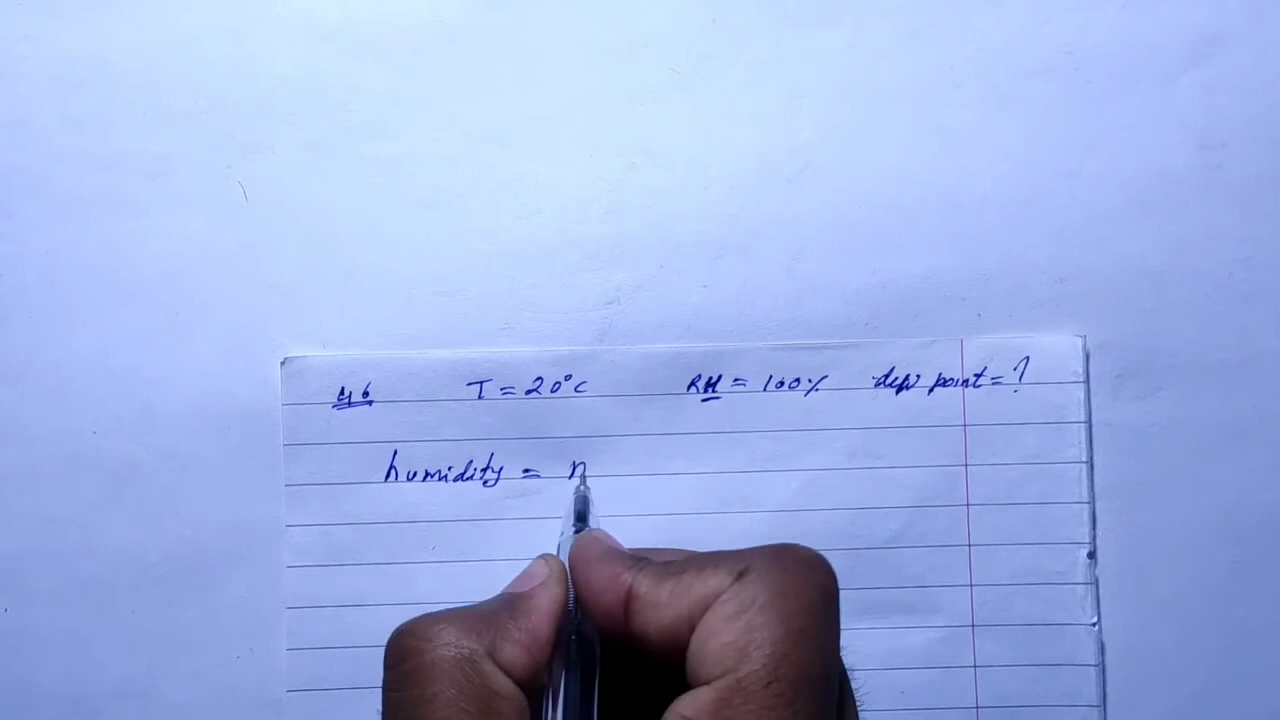 46 T = 20°C RH = 100% dew point = ?
humidity = n